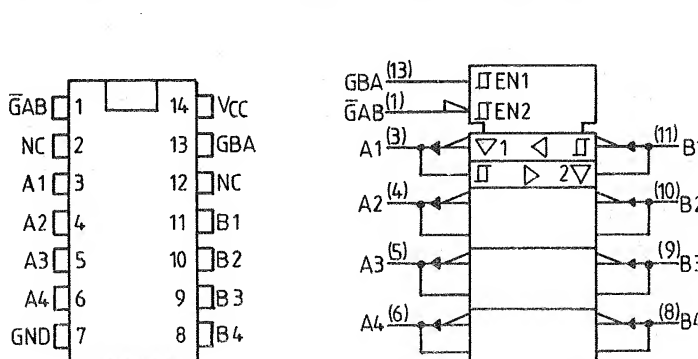 G̅AB 1 14 VCC
NC 2 13 GBA
A1 3 12 NC
A2 4 11 B1
A3 5 10 B2
A4 6 9 B3
GND 7 8 B4
GBA (13) EN1
G̅AB (1) EN2
A1 (3) ▽1 ◁ (11) B1
▷ 2▽
A2 (4) (10) B2
A3 (5) (9) B3
A4 (6) (8) B4